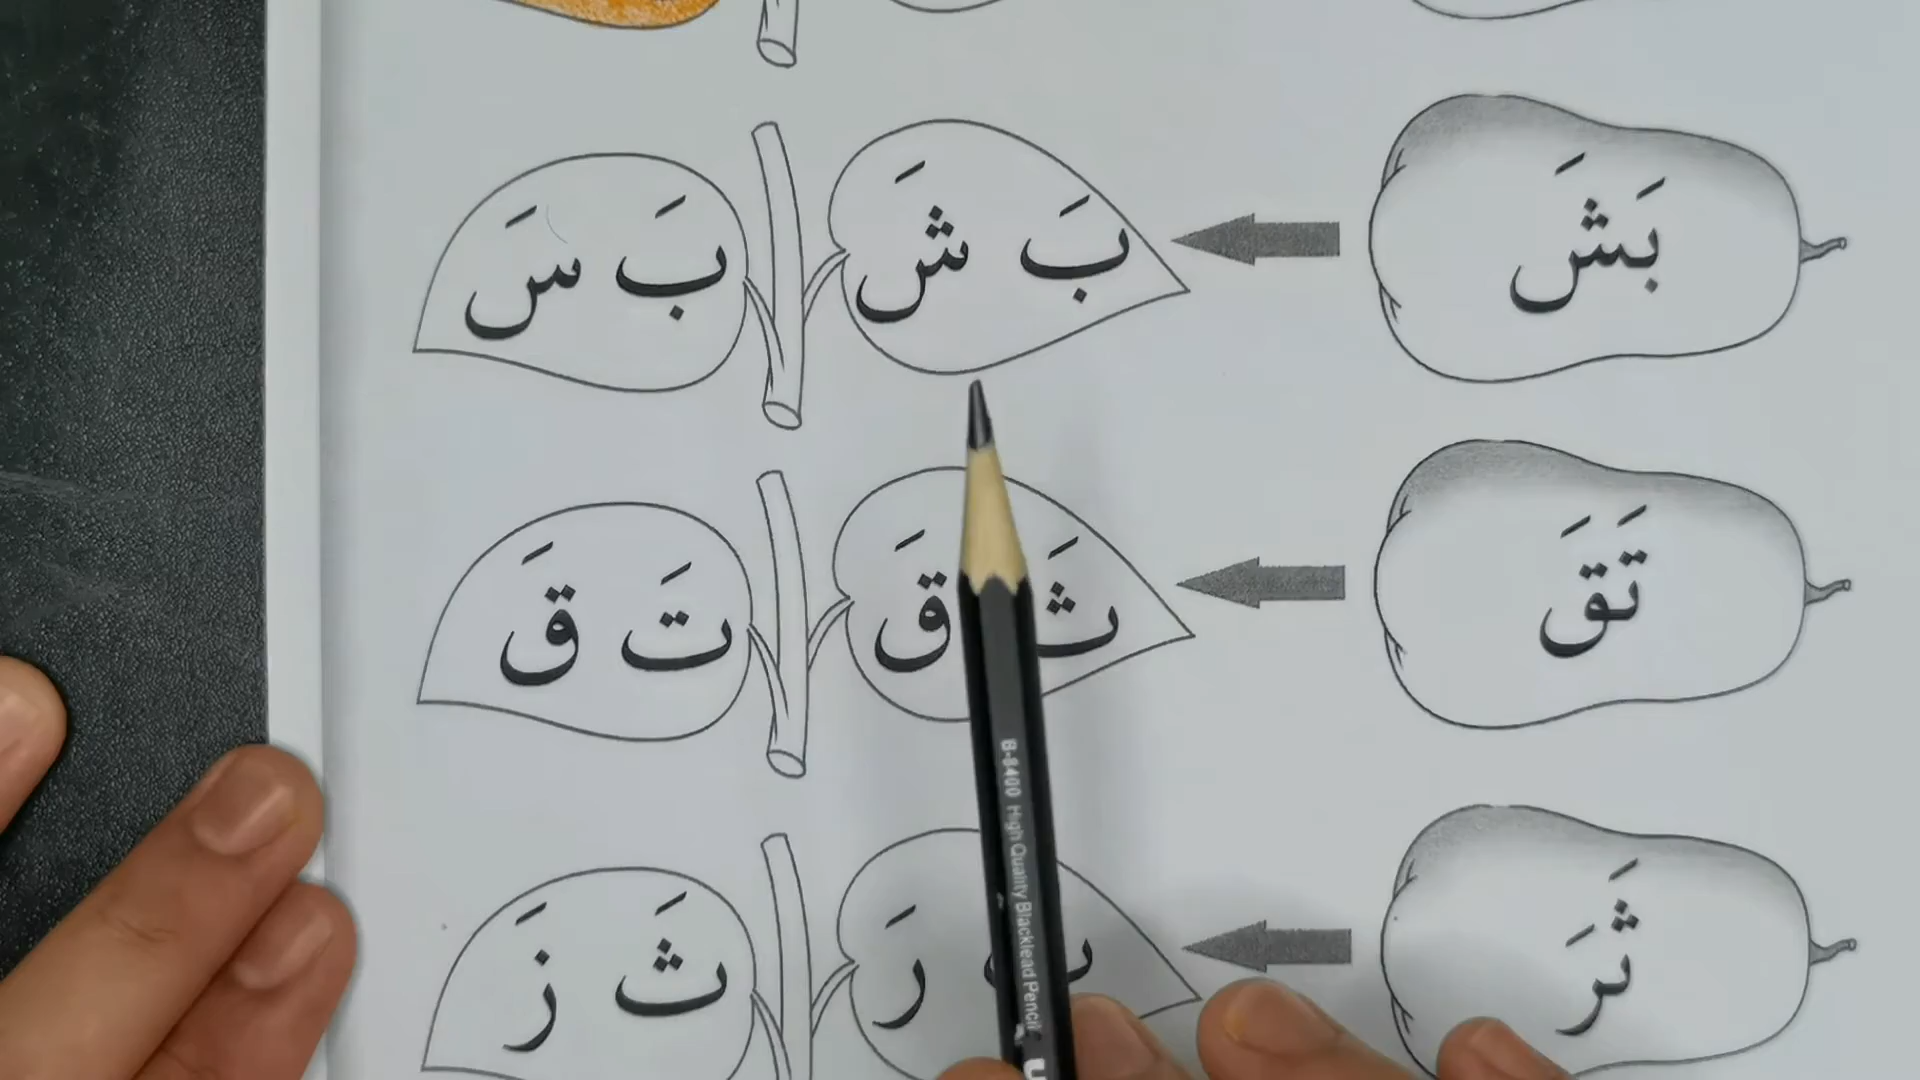 بَشَ بَ شَ بَ سَ
تَقَ ثَ قَ تَ قَ
ثَرَ رَ ثَ زَ
B-8400 High Quality Blacklead Pencil